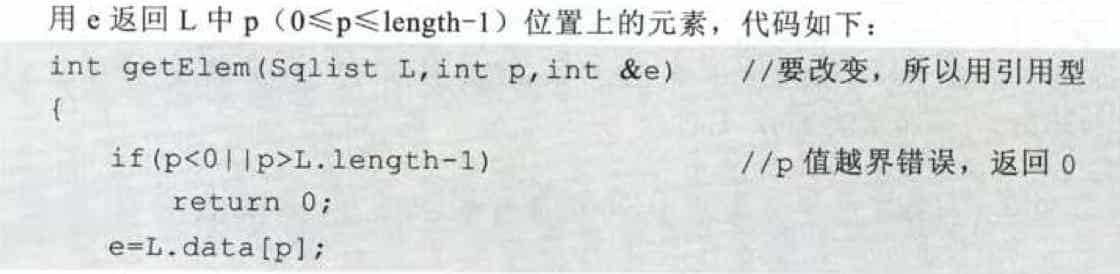 用 e 返回 L 中 p（0≤p≤length-1）位置上的元素，代码如下：
int getElem(Sqlist L,int p,int &e)    //要改变，所以用引用型
{
    if(p<0||p>L.length-1)    //p 值越界错误，返回 0
        return 0;
    e=L.data[p];